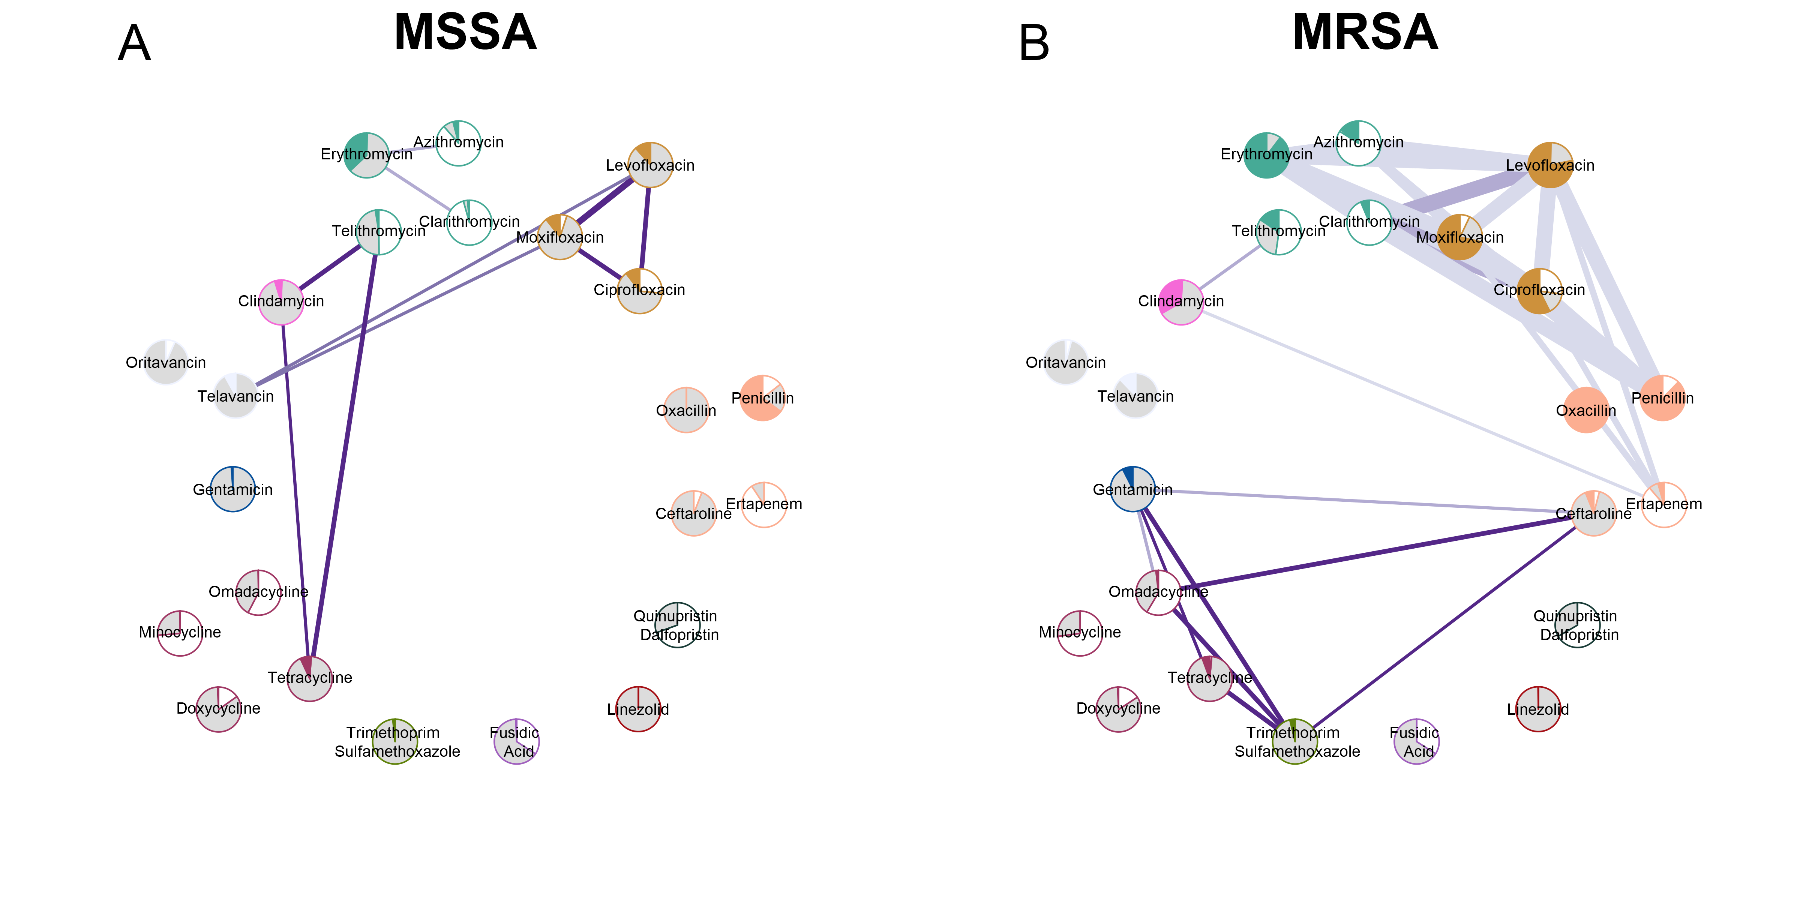 A
MSSA
Erythromycin
Azithromycin
Levofloxacin
Telithromycin
Clarithromycin
Moxifloxacin
Clindamycin
Ciprofloxacin
Oritavancin
Telavancin
Oxacillin
Penicillin
Gentamicin
Ceftaroline
Ertapenem
Omadacycline
Minocycline
Quinupristin
Dalfopristin
Tetracycline
Doxycycline
Linezolid
Trimethoprim
Sulfamethoxazole
Fusidic
Acid
B
MRSA
Erythromycin
Azithromycin
Levofloxacin
Telithromycin
Clarithromycin
Moxifloxacin
Clindamycin
Ciprofloxacin
Oritavancin
Telavancin
Oxacillin
Penicillin
Gentamicin
Ceftaroline
Ertapenem
Omadacycline
Minocycline
Quinupristin
Dalfopristin
Tetracycline
Doxycycline
Linezolid
Trimethoprim
Sulfamethoxazole
Fusidic
Acid